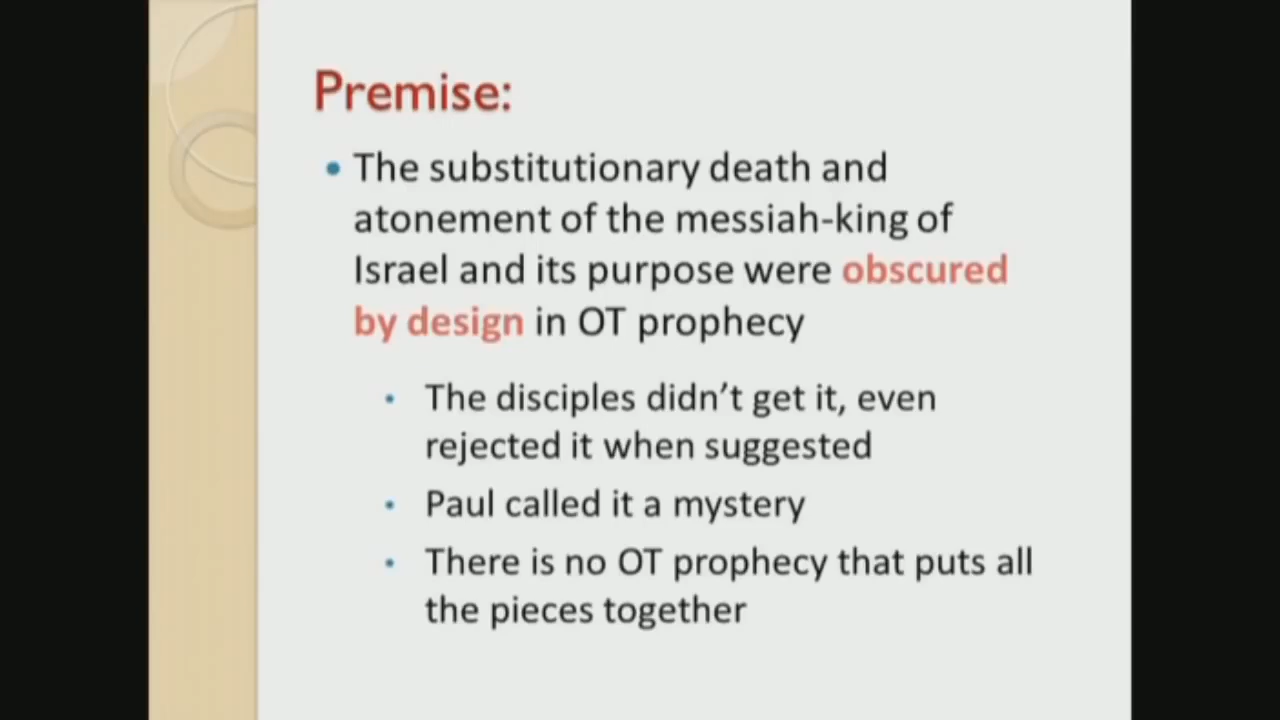 Premise:
• The substitutionary death and
atonement of the messiah-king of
Israel and its purpose were obscured
by design in OT prophecy
• The disciples didn't get it, even
rejected it when suggested
• Paul called it a mystery
• There is no OT prophecy that puts all
the pieces together